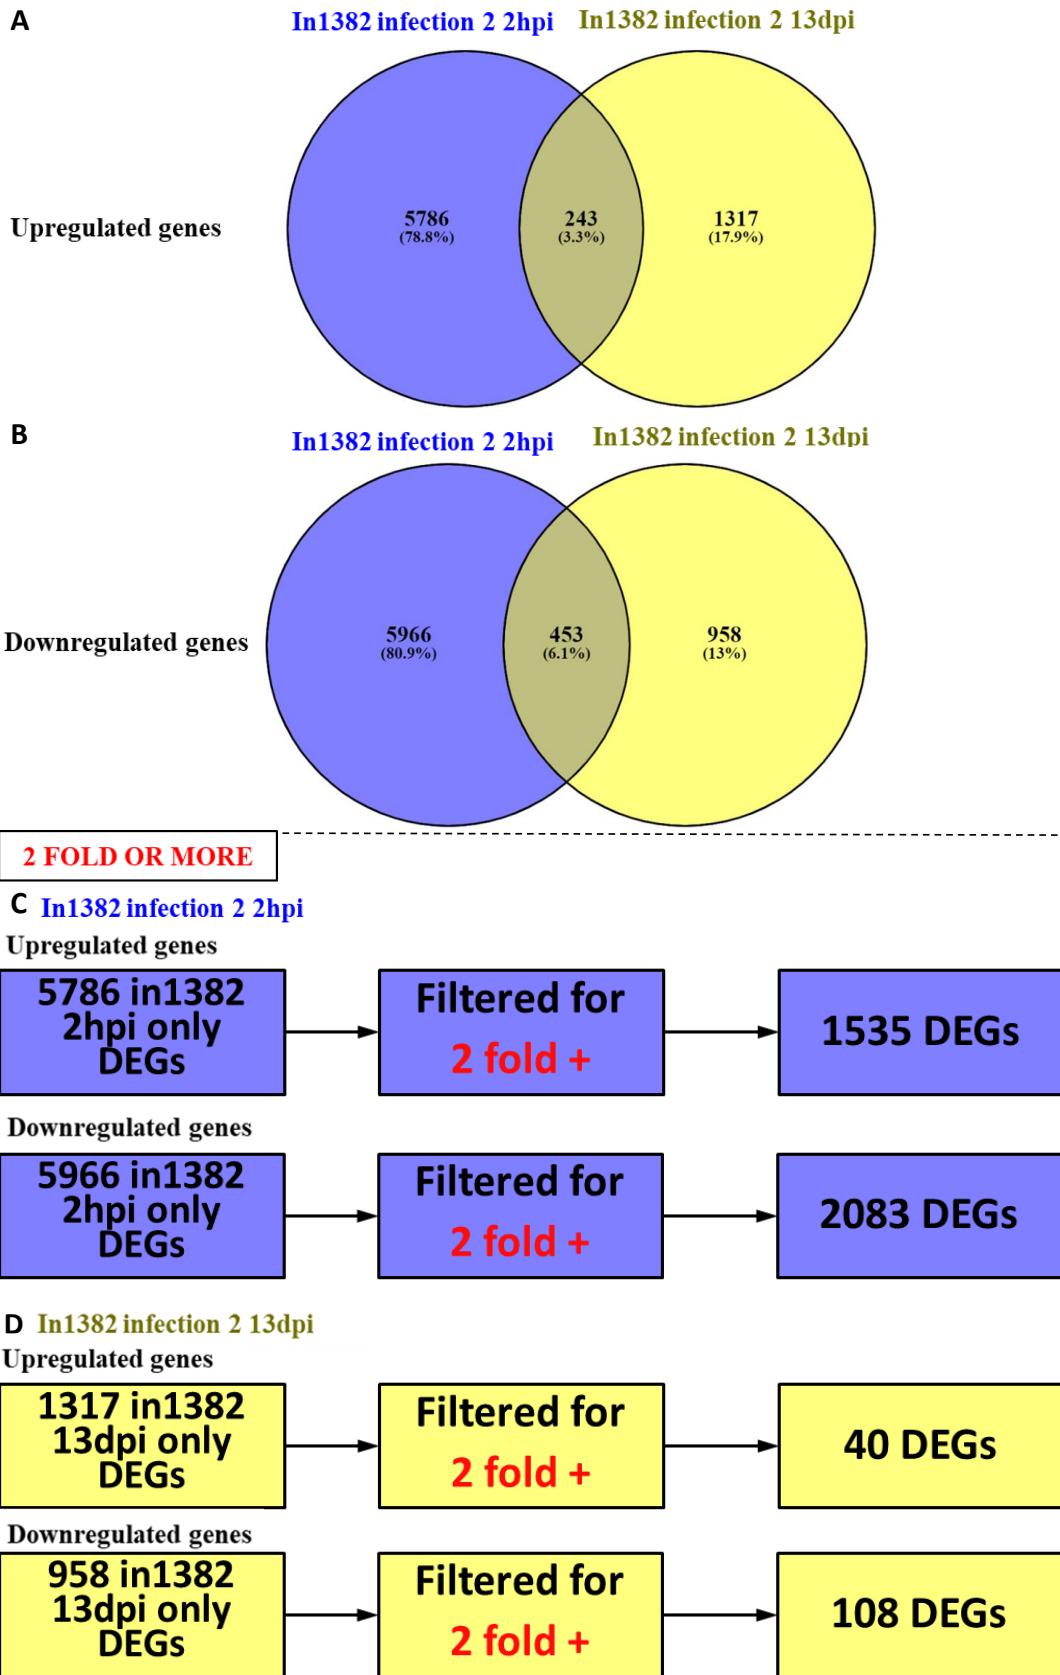 A
In1382 infection 2 2hpi
In1382 infection 2 13dpi
Upregulated genes
5786
(78.8%)
243
(3.3%)
1317
(17.9%)
B
In1382 infection 2 2hpi
In1382 infection 2 13dpi
Downregulated genes
5966
(80.9%)
453
(6.1%)
958
(13%)
2 FOLD OR MORE
C In1382 infection 2 2hpi
Upregulated genes
5786 in1382
2hpi only
DEGs
Filtered for
2 fold +
1535 DEGs
Downregulated genes
5966 in1382
2hpi only
DEGs
Filtered for
2 fold +
2083 DEGs
D In1382 infection 2 13dpi
Upregulated genes
1317 in1382
13dpi only
DEGs
Filtered for
2 fold +
40 DEGs
Downregulated genes
958 in1382
13dpi only
DEGs
Filtered for
2 fold +
108 DEGs